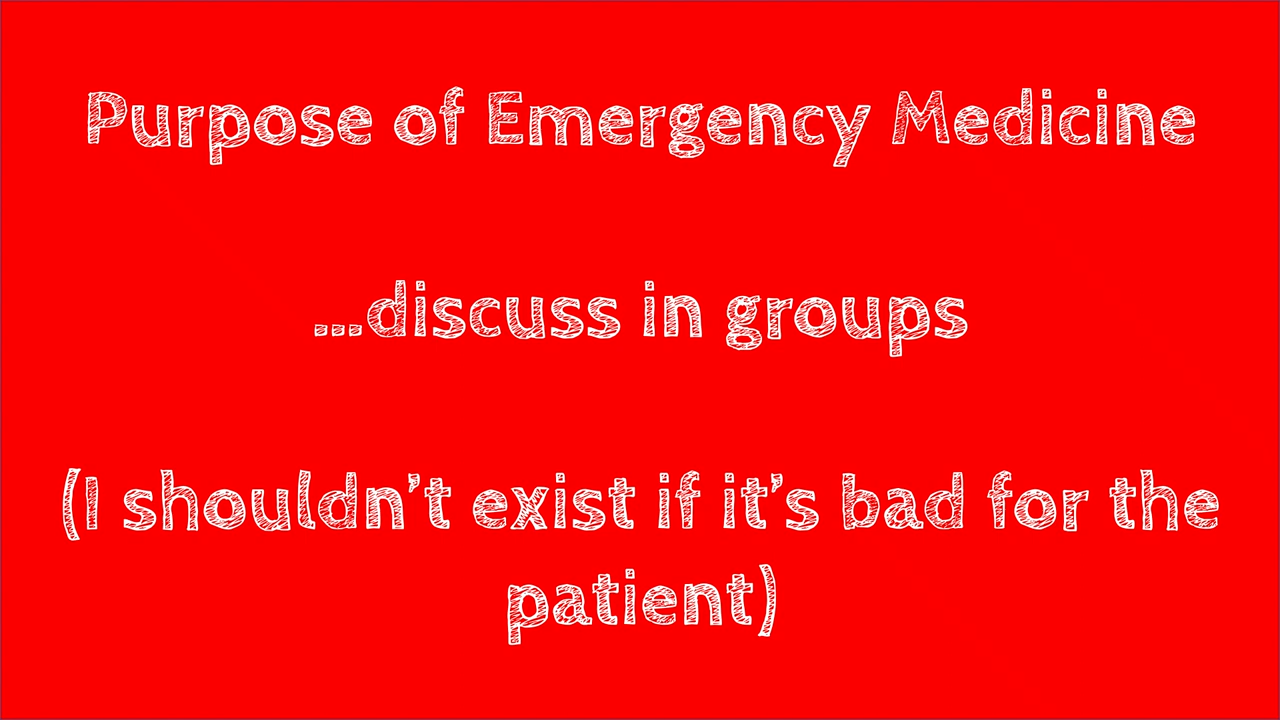 Purpose of Emergency Medicine
...discuss in groups
(I shouldn't exist if it's bad for the
patient)